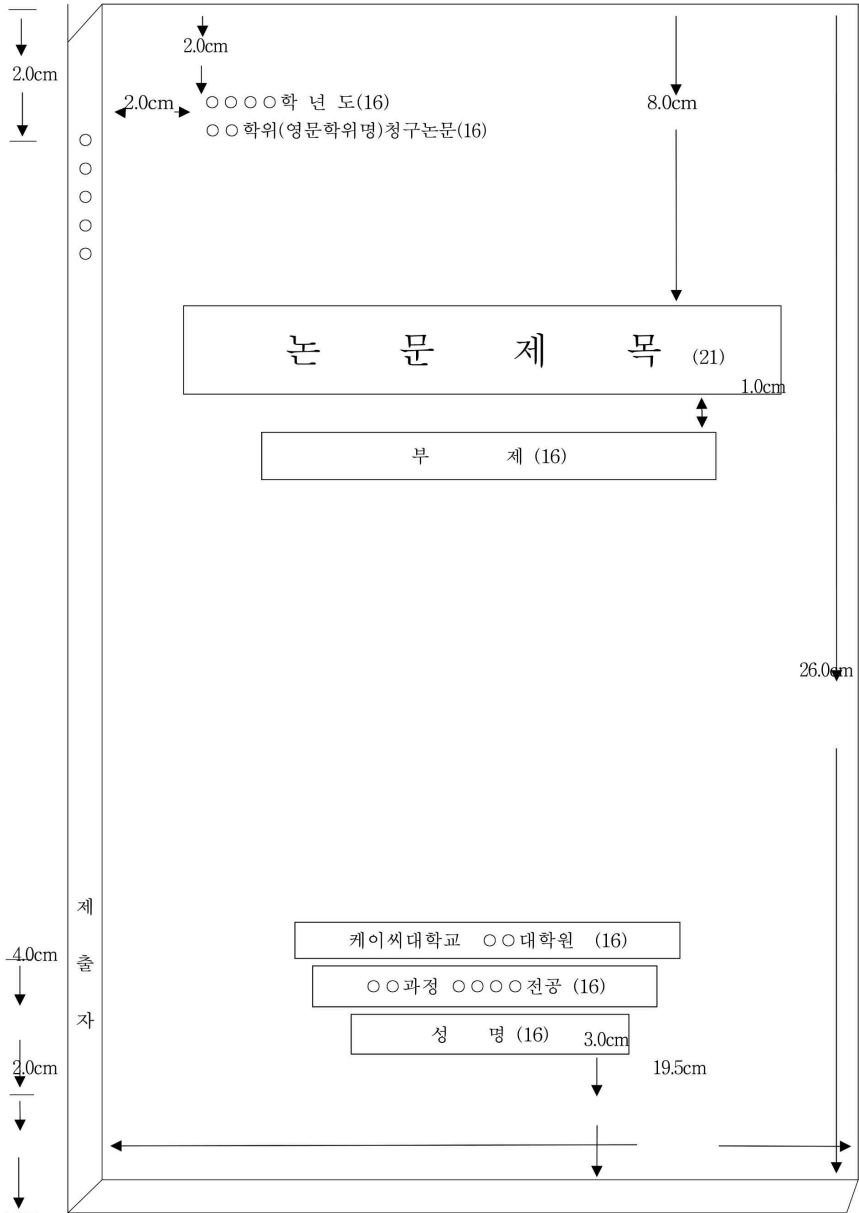 2.0cm
2.0cm
2.0cm
○○○○학 년 도(16)
8.0cm
○○학위(영문학위명)청구논문(16)
○
○
○
○
○
논 문 제 목 (21)
1.0cm
부 제 (16)
26.0cm
제
출
자
케이씨대학교 ○○대학원 (16)
4.0cm
○○과정 ○○○○전공 (16)
성 명 (16)
3.0cm
2.0cm
19.5cm